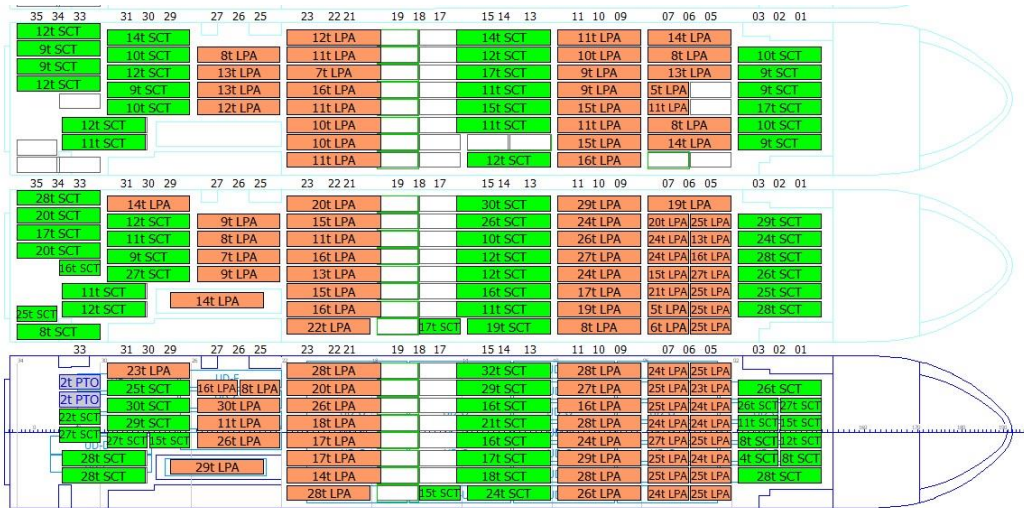 35 34 33 31 30 29 27 26 25 23 22 21 19 18 17 15 14 13 11 10 09 07 06 05 03 02 01
12t SCT 14t SCT 12t LPA 14t SCT 11t LPA 14t LPA
9t SCT 10t SCT 8t LPA 11t LPA 12t SCT 10t LPA 8t LPA 10t SCT
9t SCT 12t SCT 13t LPA 7t LPA 17t SCT 9t LPA 13t LPA 9t SCT
12t SCT 9t SCT 13t LPA 16t LPA 11t SCT 9t LPA 5t LPA 9t SCT
10t SCT 12t LPA 11t LPA 15t SCT 15t LPA 11t LPA 17t SCT
12t SCT 10t LPA 11t SCT 11t LPA 8t LPA 10t SCT
11t SCT 10t LPA 15t LPA 14t LPA 9t SCT
11t LPA 12t SCT 16t LPA
35 34 33 31 30 29 27 26 25 23 22 21 19 18 17 15 14 13 11 10 09 07 06 05 03 02 01
28t SCT 14t LPA 20t LPA 30t SCT 29t LPA 19t LPA
20t SCT 12t SCT 9t LPA 15t LPA 26t SCT 24t LPA 20t LPA 25t LPA 29t SCT
17t SCT 11t SCT 8t LPA 11t LPA 10t SCT 26t LPA 24t LPA 13t LPA 24t SCT
20t SCT 9t SCT 7t LPA 16t LPA 12t SCT 27t LPA 24t LPA 16t LPA 28t SCT
16t SCT 27t SCT 9t LPA 13t LPA 12t SCT 24t LPA 15t LPA 27t LPA 26t SCT
11t SCT 14t LPA 15t LPA 16t SCT 17t LPA 21t LPA 25t LPA 25t SCT
25t SCT 12t SCT 16t LPA 11t SCT 19t LPA 5t LPA 25t LPA 28t SCT
8t SCT 22t LPA 17t SCT 19t SCT 8t LPA 6t LPA 25t LPA
33 31 30 29 27 26 25 23 22 21 19 18 17 15 14 13 11 10 09 07 06 05 03 02 01
23t LPA 28t LPA 32t SCT 28t LPA 24t LPA 25t LPA
2t PTO 25t SCT 16t LPA 8t LPA 20t LPA 29t SCT 27t LPA 25t LPA 23t LPA 26t SCT
2t PTO 30t SCT 30t LPA 26t LPA 16t SCT 16t LPA 25t LPA 24t LPA 26t SCT 27t SCT
22t SCT 29t SCT 11t LPA 18t LPA 21t SCT 28t LPA 24t LPA 24t LPA 11t SCT 15t SCT
27t SCT 27t SCT 15t SCT 26t LPA 17t LPA 16t SCT 24t LPA 27t LPA 25t LPA 8t SCT 12t SCT
28t SCT 29t LPA 17t LPA 17t SCT 29t LPA 24t LPA 25t LPA 4t SCT 8t SCT
28t SCT 14t LPA 18t SCT 28t LPA 24t LPA 25t LPA 28t SCT
28t LPA 15t SCT 24t SCT 26t LPA 24t LPA 25t LPA